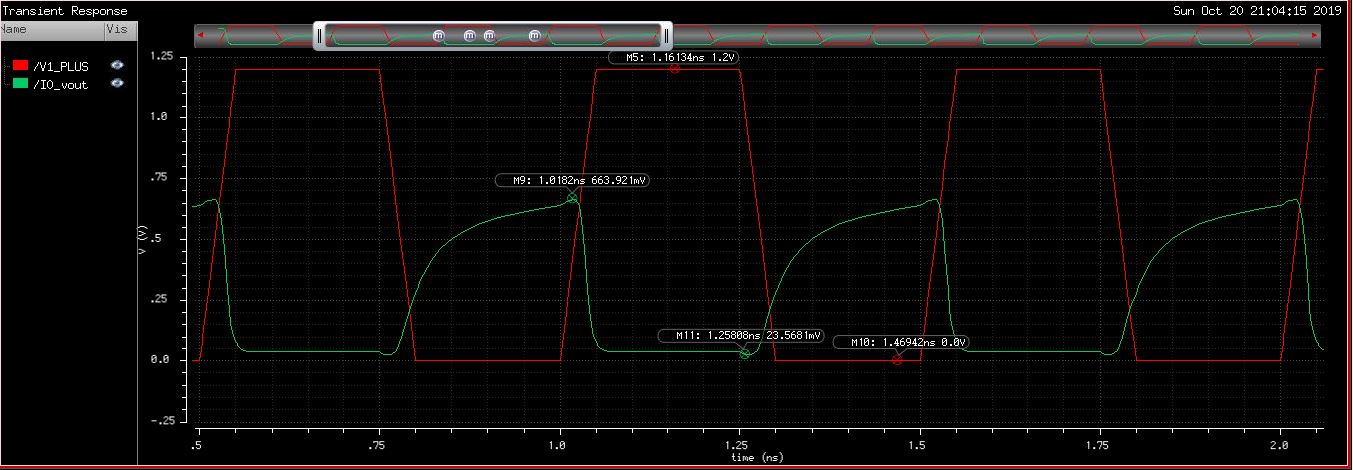 Transient Response Sun Oct 20 21:04:15 2019
Name Vis
/V1_PLUS
/I0_vout
m m m m
1.25
1.0
.75
.5
.25
0.0
-.25
V (V)
M5: 1.16134ns 1.2V
M9: 1.0182ns 663.921mV
M11: 1.25808ns 23.5681mV
M10: 1.46942ns 0.0V
.5 .75 1.0 1.25 1.5 1.75 2.0
time (ns)